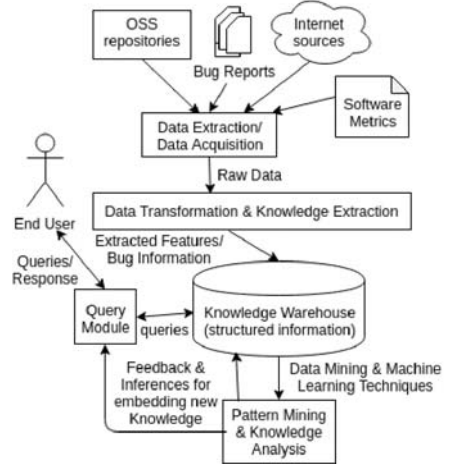 OSS
repositories
Internet
sources
Bug Reports
Software
Metrics
Data Extraction/
Data Acquisition
Raw Data
End User
Data Transformation & Knowledge Extraction
Extracted Features/
Bug Information
Queries/
Response
Query
Module
queries
Knowledge Warehouse
(structured information)
Feedback &
Inferences for
embedding new
Knowledge
Data Mining & Machine
Learning Techniques
Pattern Mining
& Knowledge
Analysis